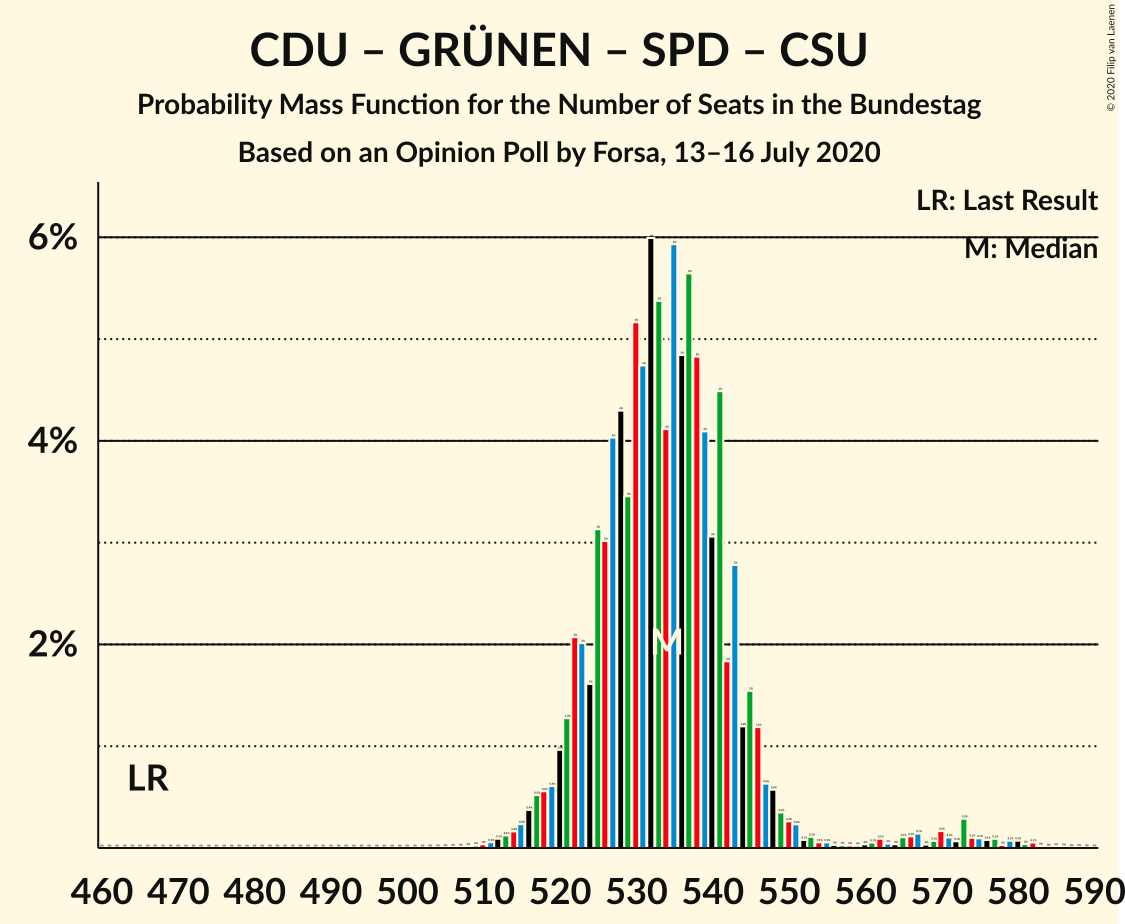 CDU – GRÜNEN – SPD – CSU
Probability Mass Function for the Number of Seats in the Bundestag
Based on an Opinion Poll by Forsa, 13–16 July 2020
© 2020 Filip van Laenen
LR: Last Result
M: Median
6%
4%
2%
LR
M
460 470 480 490 500 510 520 530 540 550 560 570 580 590